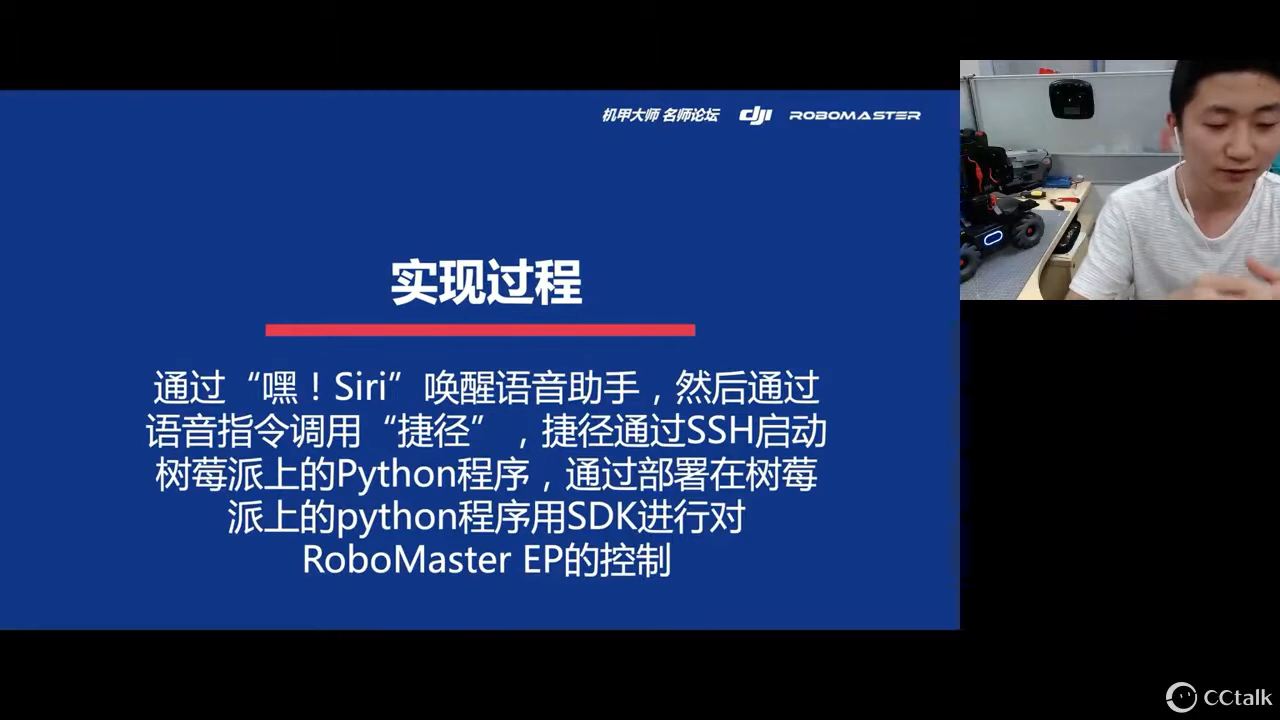 机甲大师 名师论坛 dji ROBOMASTER
实现过程
通过“嘿！Siri”唤醒语音助手，然后通过
语音指令调用“捷径”，捷径通过SSH启动
树莓派上的Python程序，通过部署在树莓
派上的python程序用SDK进行对
RoboMaster EP的控制
CCtalk